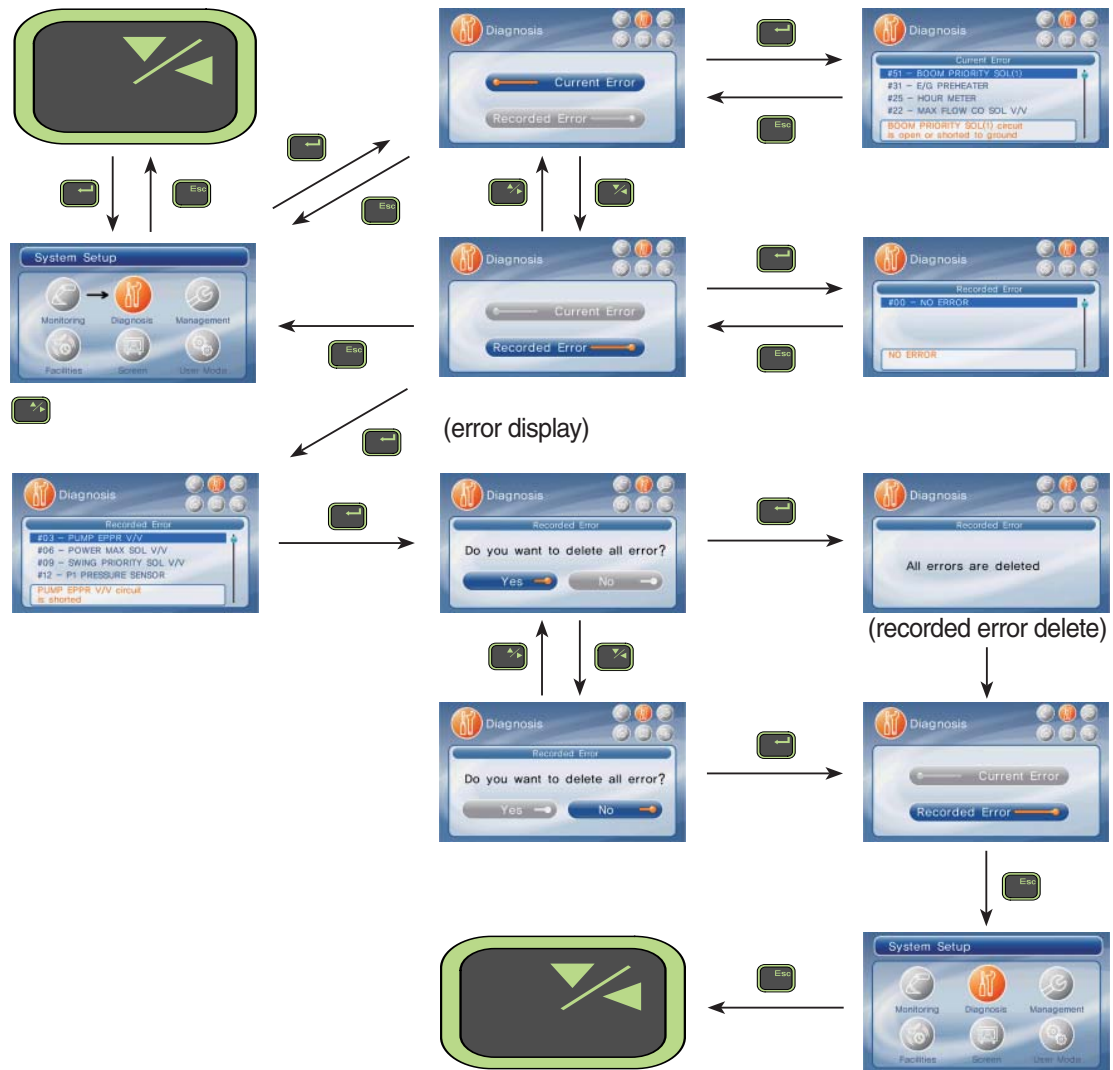 Diagnosis
Current Error
Recorded Error
Current Error
#51 – BOOM PRIORITY SOL(1)
#31 – E/G PREHEATER
#25 – HOUR METER
#22 – MAX FLOW CO SOL V/V
BOOM PRIORITY SOL(1) circuit
is open or shorted to ground
Esc
Esc
Esc
System Setup
Monitoring
Diagnosis
Management
Facilities
Screen
User Mode
Diagnosis
Current Error
Recorded Error
Esc
Esc
Diagnosis
Recorded Error
#00 – NO ERROR
NO ERROR
(error display)
Diagnosis
Recorded Error
#03 – PUMP EPPR V/V
#06 – POWER MAX SOL V/V
#09 – SWING PRIORITY SOL V/V
#12 – P1 PRESSURE SENSOR
PUMP EPPR V/V circuit
is shorted
Diagnosis
Recorded Error
Do you want to delete all error?
Yes
No
Diagnosis
Recorded Error
All errors are deleted
(recorded error delete)
Diagnosis
Recorded Error
Do you want to delete all error?
Yes
No
Diagnosis
Current Error
Recorded Error
Esc
System Setup
Monitoring
Diagnosis
Management
Facilities
Screen
User Mode
Esc